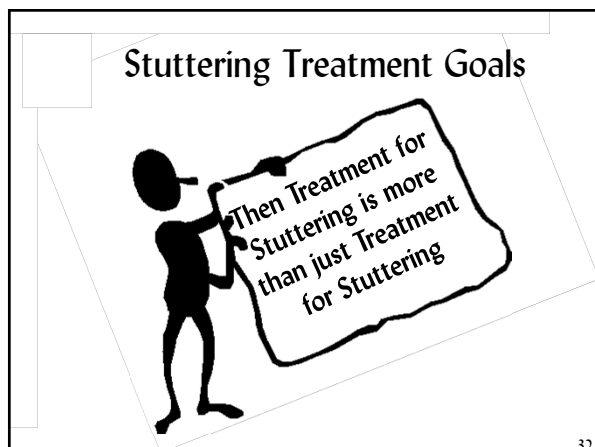 Stuttering Treatment Goals
Then Treatment for
Stuttering is more
than just Treatment
for Stuttering
32